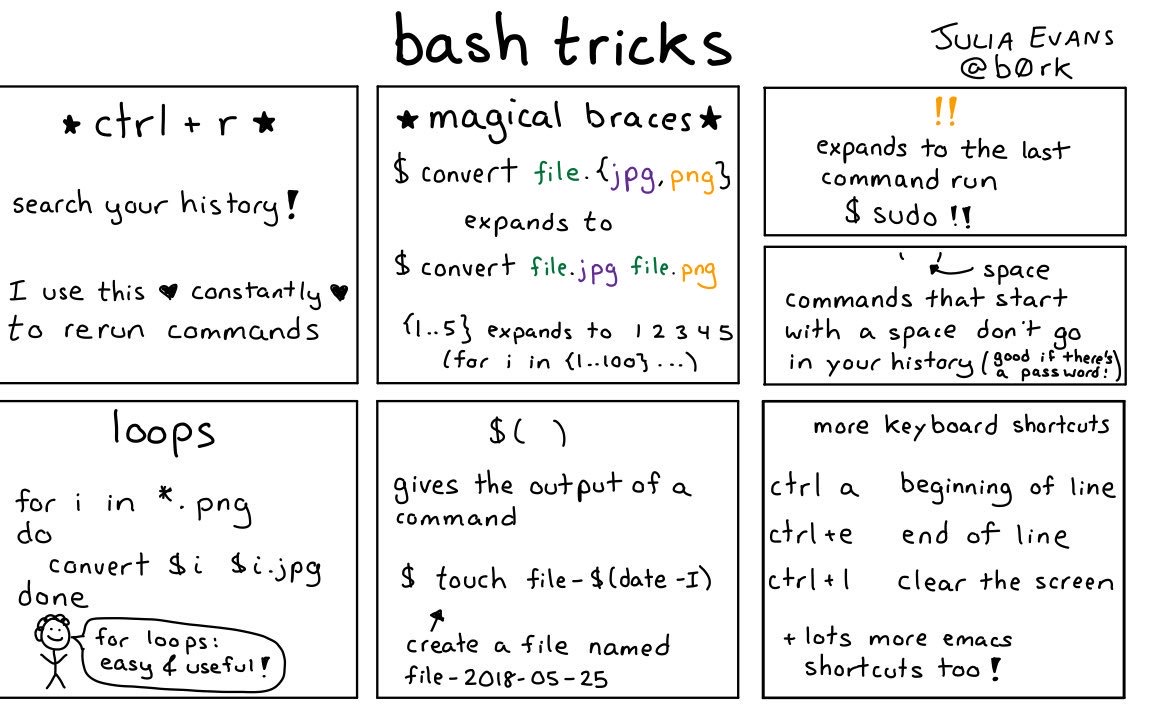 bash tricks
JULIA EVANS
@b0rk
★ ctrl + r ★
search your history!
I use this ♥ constantly ♥
to rerun commands
★ magical braces ★
$ convert file.{jpg,png}
expands to
$ convert file.jpg file.png
{1..5} expands to 1 2 3 4 5
(for i in {1..100} ...)
!!
expands to the last
command run
$ sudo !!
space
commands that start
with a space don't go
in your history (good if there's
a password!)
loops
for i in *.png
do
convert $i $i.jpg
done
for loops:
easy & useful!
$( )
gives the output of a
command
$ touch file-$(date -I)
create a file named
file-2018-05-25
more keyboard shortcuts
ctrl a beginning of line
ctrl+e end of line
ctrl+l clear the screen
+ lots more emacs
shortcuts too!